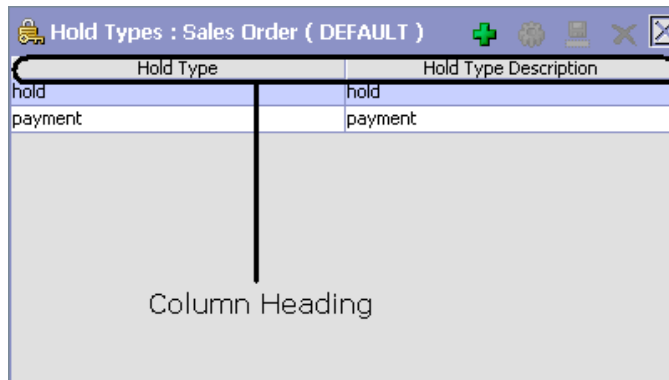 Hold Types : Sales Order ( DEFAULT )
Hold Type Hold Type Description
hold hold
payment payment
Column Heading